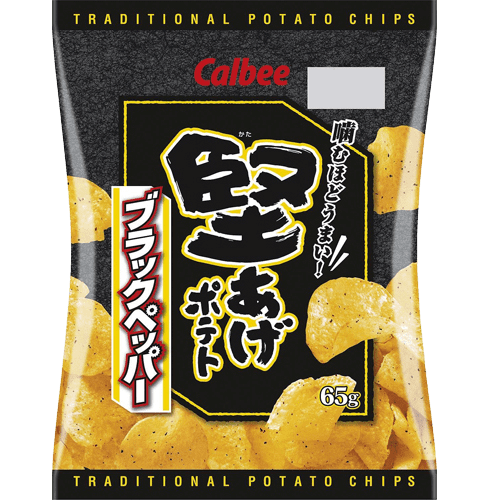 TRADITIONAL POTATO CHIPS
Calbee
噛むほどうまい!
かた
堅
あげ
ポテト
ブラックペッパー
65g
TRADITIONAL POTATO CHIPS